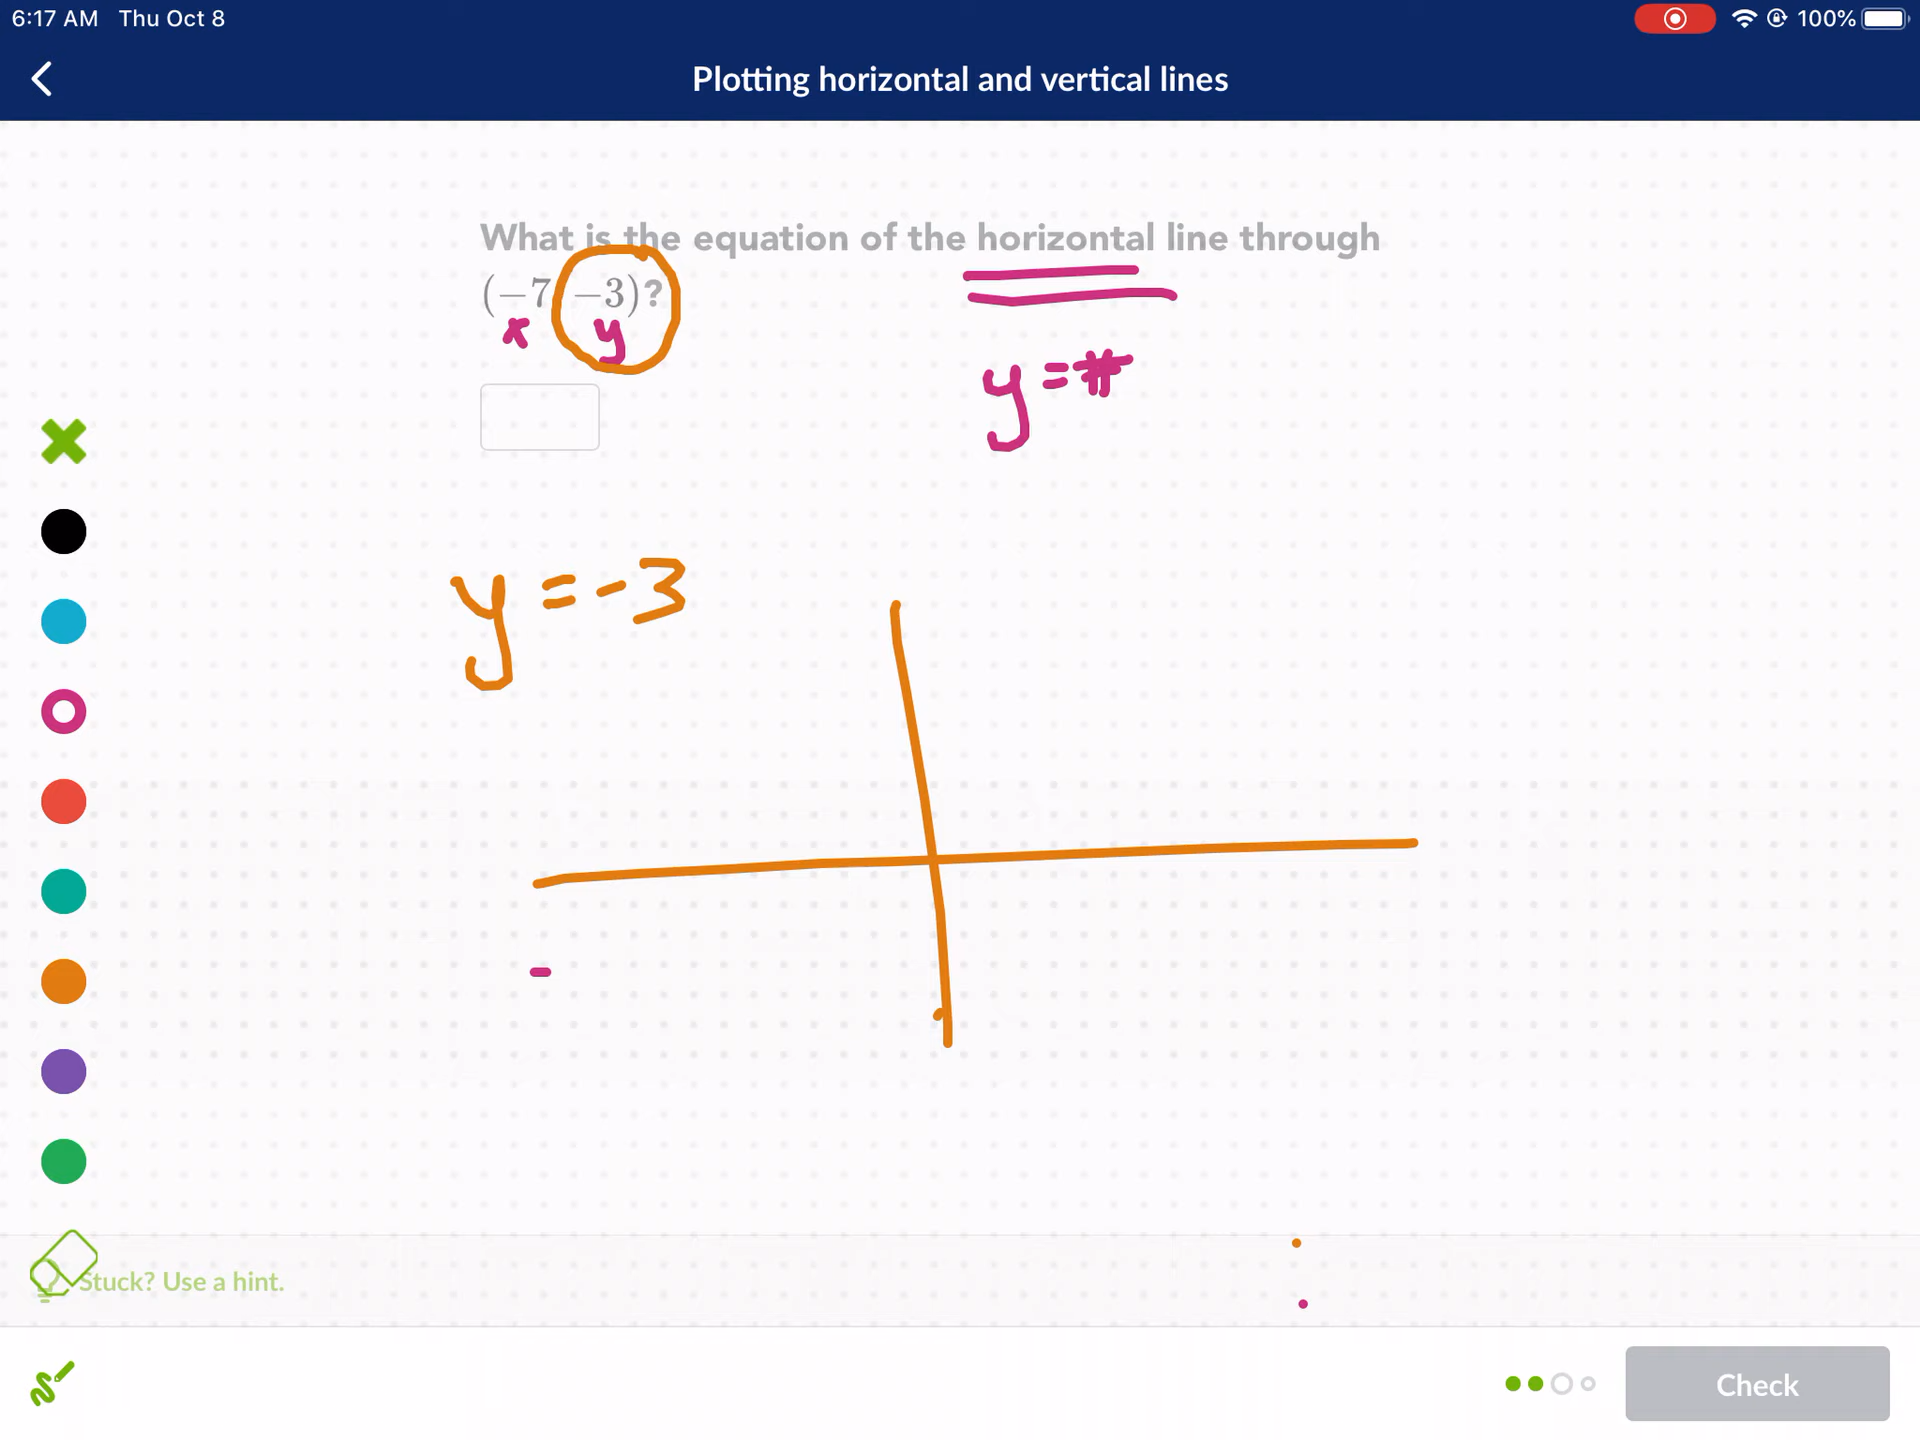 6:17 AM Thu Oct 8
100%
Plotting horizontal and vertical lines
What is the equation of the horizontal line through
(−7 −3)?
x y
y=#
y=-3
Stuck? Use a hint.
Check